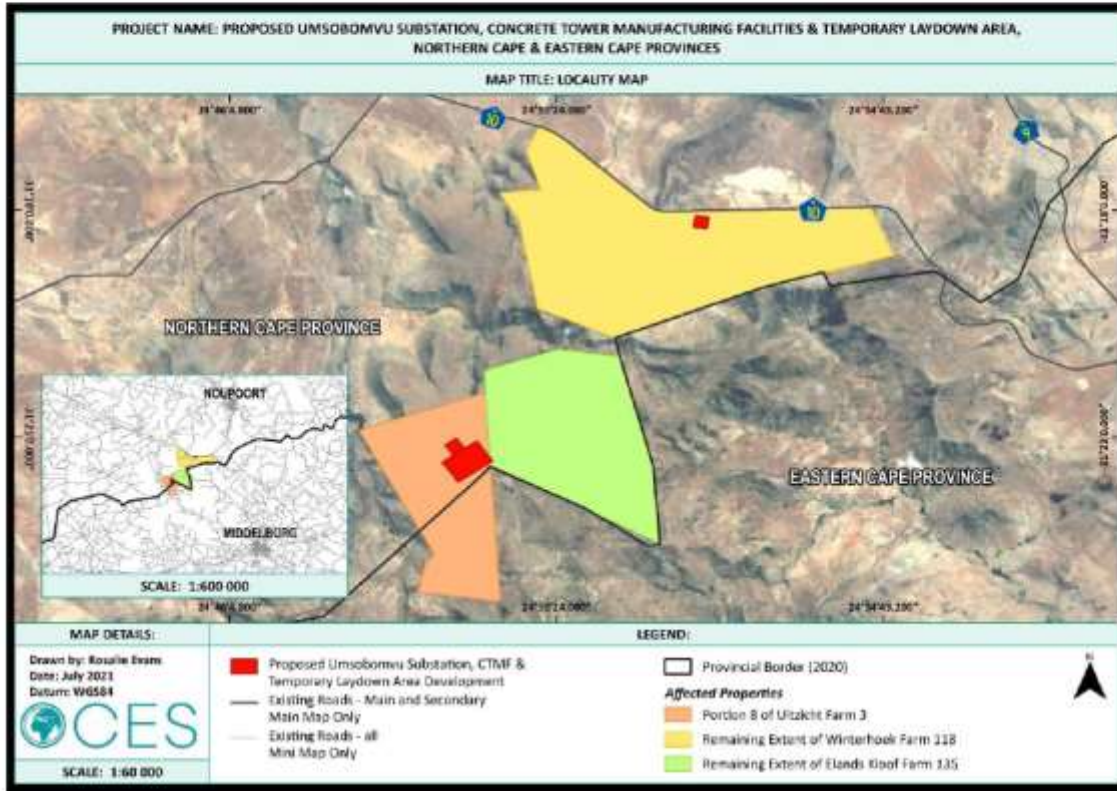 PROJECT NAME: PROPOSED UMSOBOMVU SUBSTATION, CONCRETE TOWER MANUFACTURING FACILITIES & TEMPORARY LAYDOWN AREA,
NORTHERN CAPE & EASTERN CAPE PROVINCES
MAP TITLE: LOCALITY MAP
10
9
10
NORTHERN CAPE PROVINCE
EASTERN CAPE PROVINCE
NOUPOORT
MIDDELBURG
SCALE: 1:600 000
MAP DETAILS:
Drawn by: Rosalie Evans
Date: July 2021
Datum: WGS84
CES
SCALE: 1:60 000
LEGEND:
Proposed Umsobomvu Substation, CTMF &
Temporary Laydown Area Development
Existing Roads - Main and Secondary
Main Map Only
Existing Roads - all
Mini Map Only
Provincial Border (2020)
Affected Properties
Portion 8 of Uitzicht Farm 3
Remaining Extent of Winterhoek Farm 118
Remaining Extent of Elands Kloof Farm 135
N